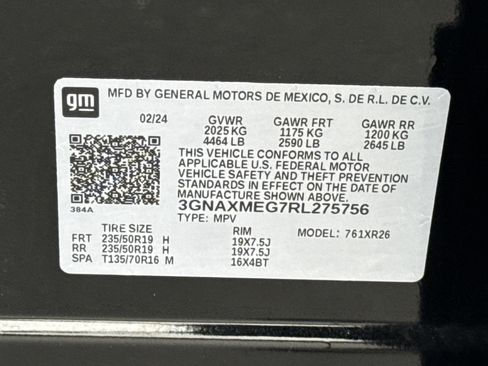 gm MFD BY GENERAL MOTORS DE MEXICO, S. DE R.L. DE C.V.
02/24 GVWR GAWR FRT GAWR RR
2025 KG 1175 KG 1200 KG
4464 LB 2590 LB 2645 LB
THIS VEHICLE CONFORMS TO ALL
APPLICABLE U.S. FEDERAL MOTOR
VEHICLE SAFETY AND THEFT PREVENTION
STANDARDS IN EFFECT ON THE DATE OF
MANUFACTURE SHOWN ABOVE.
384A 3GNAXMEG7RL275756
TYPE: MPV
TIRE SIZE RIM MODEL: 761XR26
FRT 235/50R19 H 19X7.5J
RR 235/50R19 H 19X7.5J
SPA T135/70R16 M 16X4BT